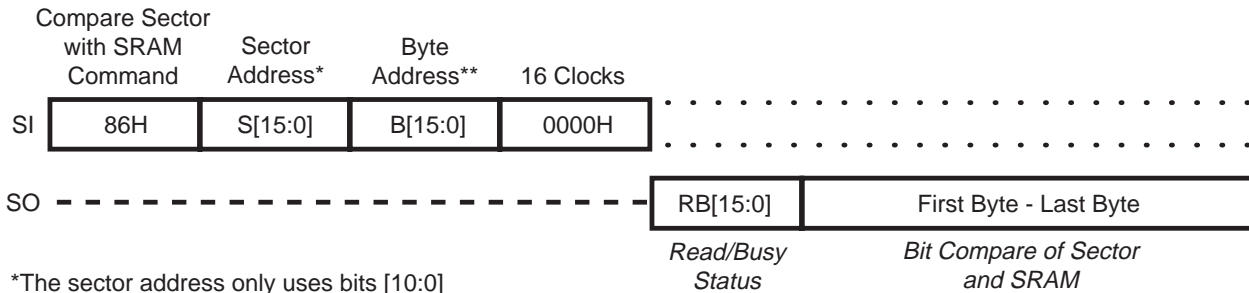 Compare Sector
with SRAM
Command
Sector
Address*
Byte
Address**
16 Clocks
SI
86H
S[15:0]
B[15:0]
0000H
SO
RB[15:0]
First Byte - Last Byte
Read/Busy
Status
Bit Compare of Sector
and SRAM
*The sector address only uses bits [10:0]